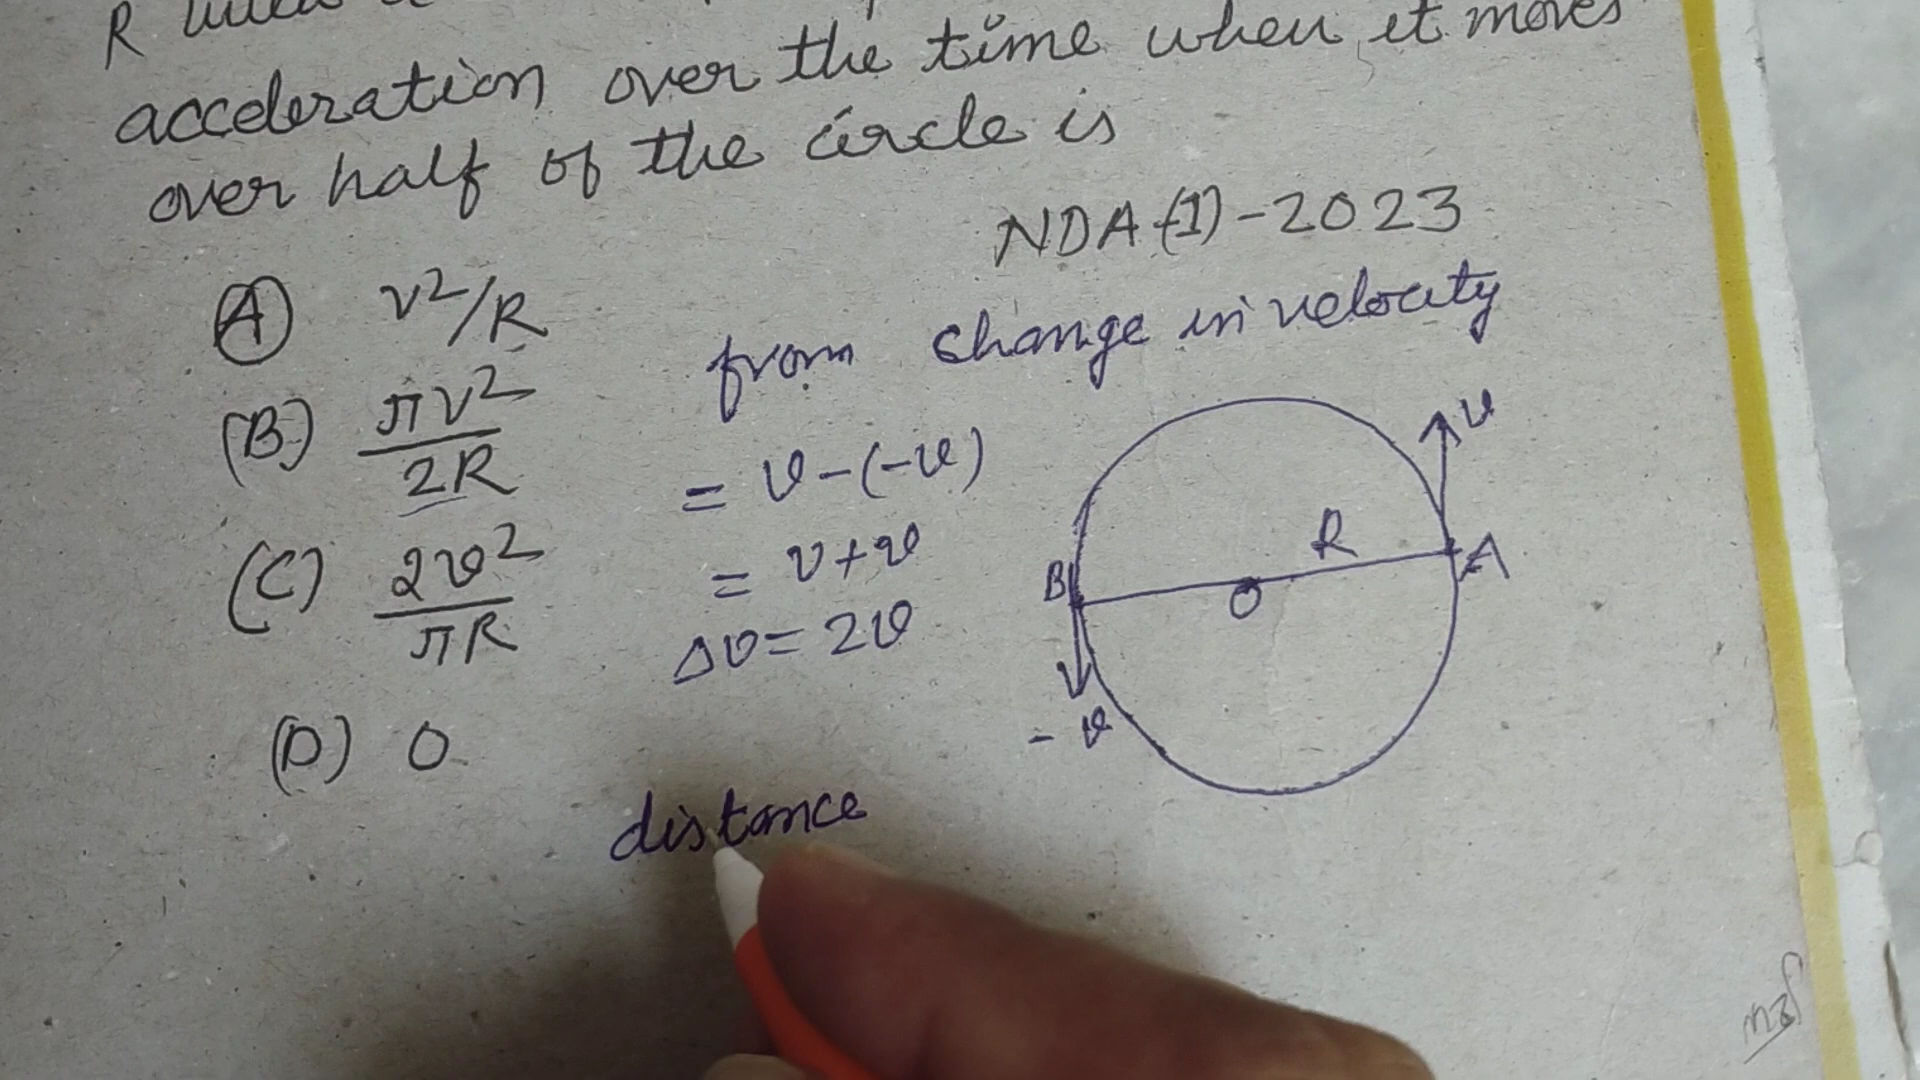 R
acceleration over the time when it moves
over half of the circle is
NDA-(1)-2023
(A) v²/R
(B) πv²/2R
(C) 2v²/πR
(D) 0
from change in velocity
= v-(-v)
= v+v
Δv = 2v
v
R
A
B
O
-v
distance